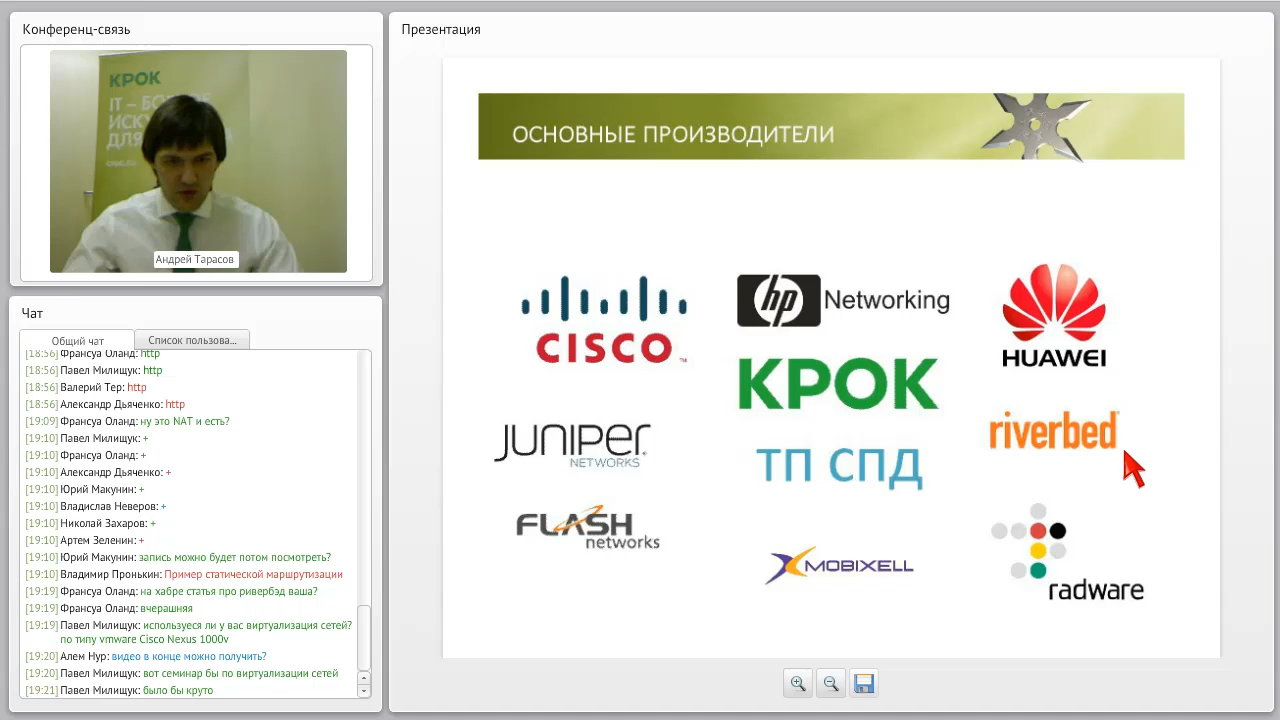 Конференц-связь
КРОК
Андрей Тарасов
Чат
Общий чат
Список пользова...
[18:56] Франсуа Оланд: http
[18:56] Павел Милищук: http
[18:56] Валерий Тер: http
[18:56] Александр Дьяченко: http
[19:09] Франсуа Оланд: ну это NAT и есть?
[19:10] Павел Милищук: +
[19:10] Франсуа Оланд: +
[19:10] Александр Дьяченко: +
[19:10] Юрий Макунин: +
[19:10] Владислав Неверов: +
[19:10] Николай Захаров: +
[19:10] Артем Зеленин: +
[19:10] Юрий Макунин: запись можно будет потом посмотреть?
[19:10] Владимир Пронькин: Пример статической маршрутизации
[19:19] Франсуа Оланд: на хабре статья про ривербэд ваша?
[19:19] Франсуа Оланд: вчерашняя
[19:19] Павел Милищук: используеся ли у вас виртуализация сетей?
по типу vmware Cisco Nexus 1000v
[19:20] Алем Нур: видео в конце можно получить?
[19:20] Павел Милищук: вот семинар бы по виртуализации сетей
[19:21] Павел Милищук: было бы круто
Презентация
ОСНОВНЫЕ ПРОИЗВОДИТЕЛИ
CISCO™
hp Networking
HUAWEI
КРОК
JUNIPER
NETWORKS
riverbed
ТП СПД
FLASH
networks
MOBIXELL
radware